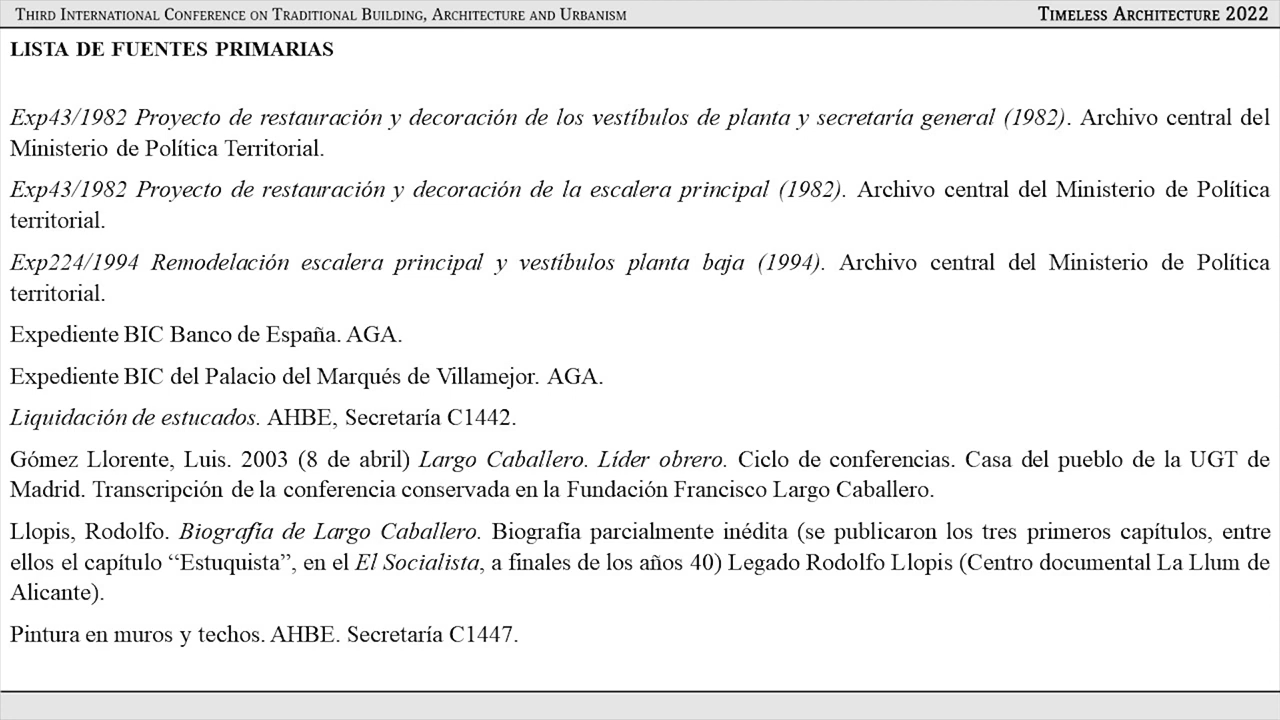 Third International Conference on Traditional Building, Architecture and Urbanism
Timeless Architecture 2022
LISTA DE FUENTES PRIMARIAS
Exp43/1982 Proyecto de restauración y decoración de los vestíbulos de planta y secretaría general (1982). Archivo central del
Ministerio de Política Territorial.
Exp43/1982 Proyecto de restauración y decoración de la escalera principal (1982). Archivo central del Ministerio de Política
territorial.
Exp224/1994 Remodelación escalera principal y vestíbulos planta baja (1994). Archivo central del Ministerio de Política
territorial.
Expediente BIC Banco de España. AGA.
Expediente BIC del Palacio del Marqués de Villamejor. AGA.
Liquidación de estucados. AHBE, Secretaría C1442.
Gómez Llorente, Luis. 2003 (8 de abril) Largo Caballero. Líder obrero. Ciclo de conferencias. Casa del pueblo de la UGT de
Madrid. Transcripción de la conferencia conservada en la Fundación Francisco Largo Caballero.
Llopis, Rodolfo. Biografía de Largo Caballero. Biografía parcialmente inédita (se publicaron los tres primeros capítulos, entre
ellos el capítulo “Estuquista”, en el El Socialista, a finales de los años 40) Legado Rodolfo Llopis (Centro documental La Llum de
Alicante).
Pintura en muros y techos. AHBE. Secretaría C1447.